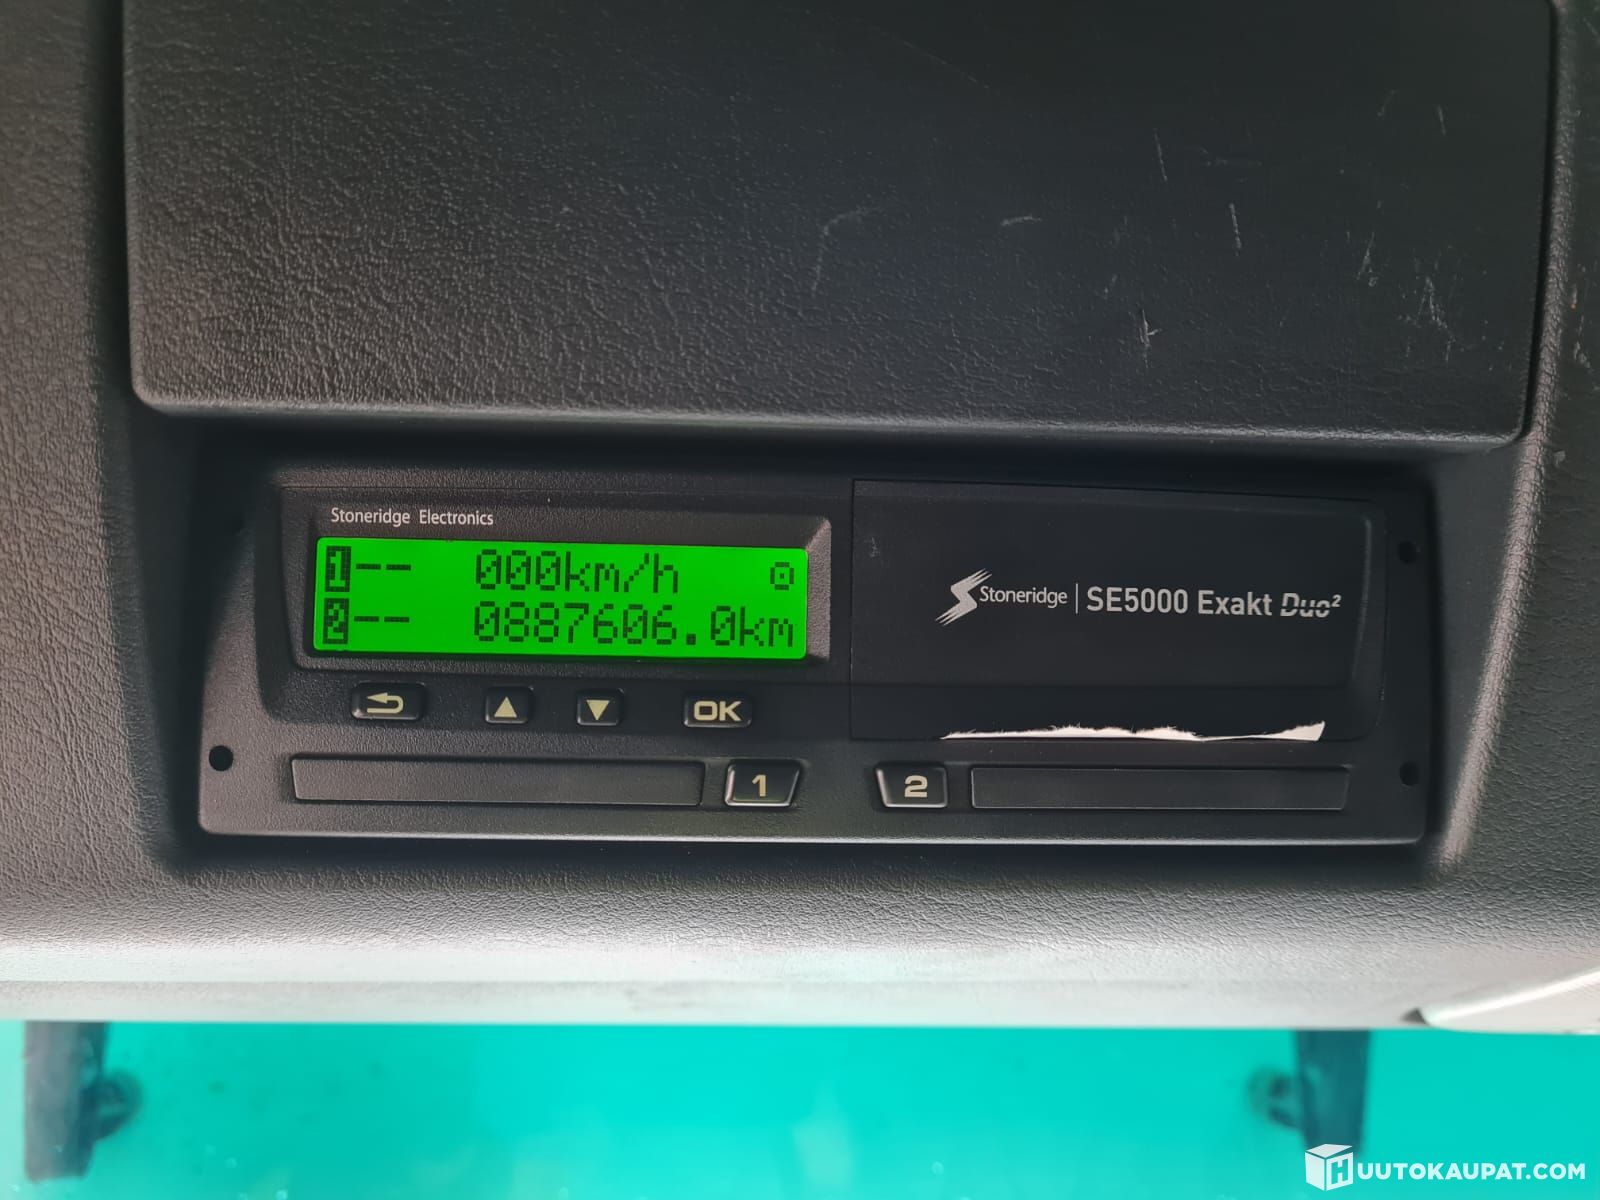 Stoneridge Electronics
1-- 000km/h
2-- 0887606.0km
Stoneridge | SE5000 Exakt Duo²
OK
1 2
HUUTOKAUPAT.COM